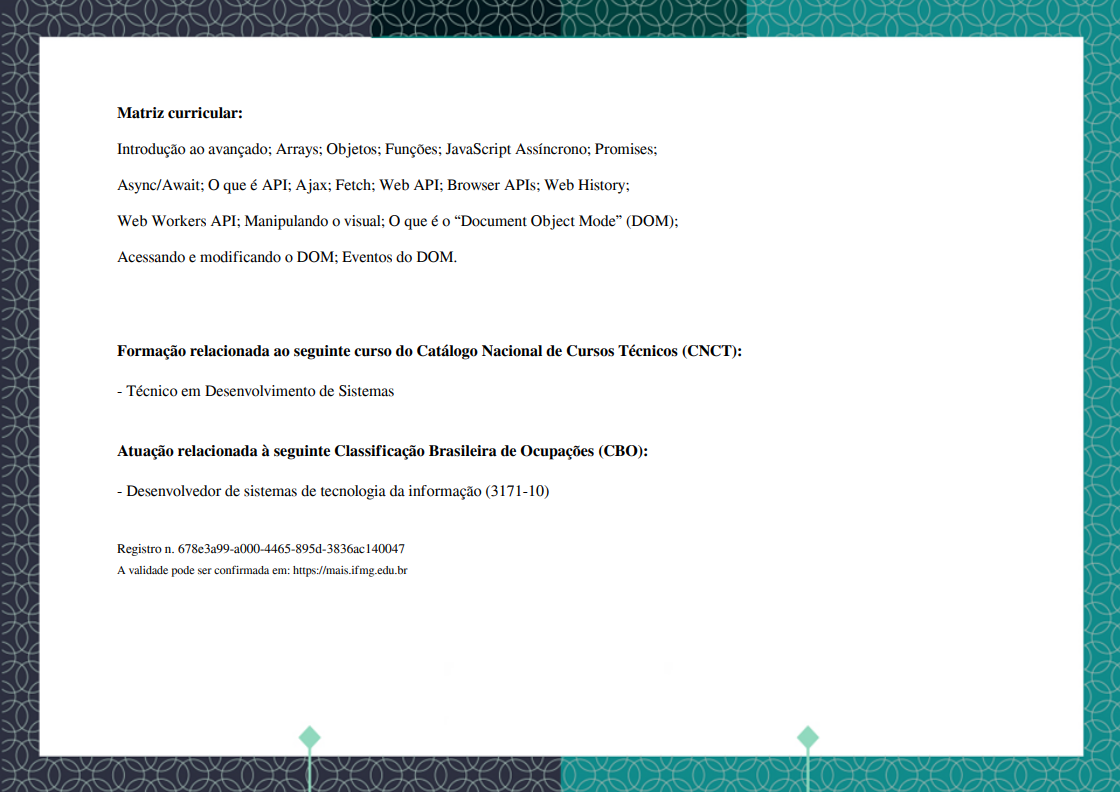 Matriz curricular:
Introdução ao avançado; Arrays; Objetos; Funções; JavaScript Assíncrono; Promises;
Async/Await; O que é API; Ajax; Fetch; Web API; Browser APIs; Web History;
Web Workers API; Manipulando o visual; O que é o “Document Object Mode” (DOM);
Acessando e modificando o DOM; Eventos do DOM.
Formação relacionada ao seguinte curso do Catálogo Nacional de Cursos Técnicos (CNCT):
- Técnico em Desenvolvimento de Sistemas
Atuação relacionada à seguinte Classificação Brasileira de Ocupações (CBO):
- Desenvolvedor de sistemas de tecnologia da informação (3171-10)
Registro n. 678e3a99-a000-4465-895d-3836ac140047
A validade pode ser confirmada em: https://mais.ifmg.edu.br